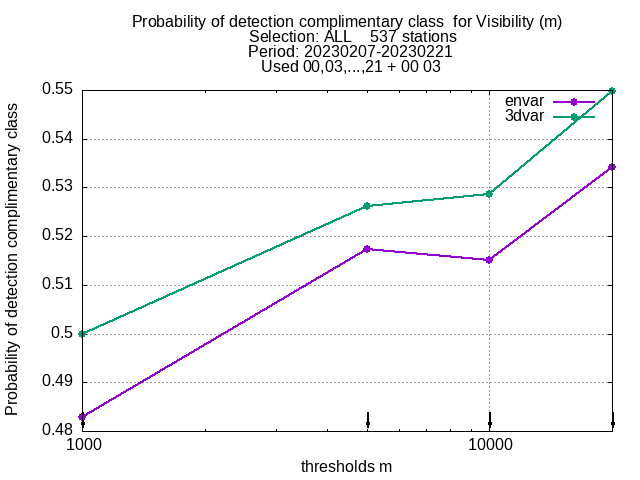 Probability of detection complimentary class  for Visibility (m)
Selection: ALL    537 stations
Period: 20230207-20230221
Used 00,03,...,21 + 00 03
envar
3dvar
Probability of detection complimentary class
0.55
0.54
0.53
0.52
0.51
0.5
0.49
0.48
1000
10000
thresholds m